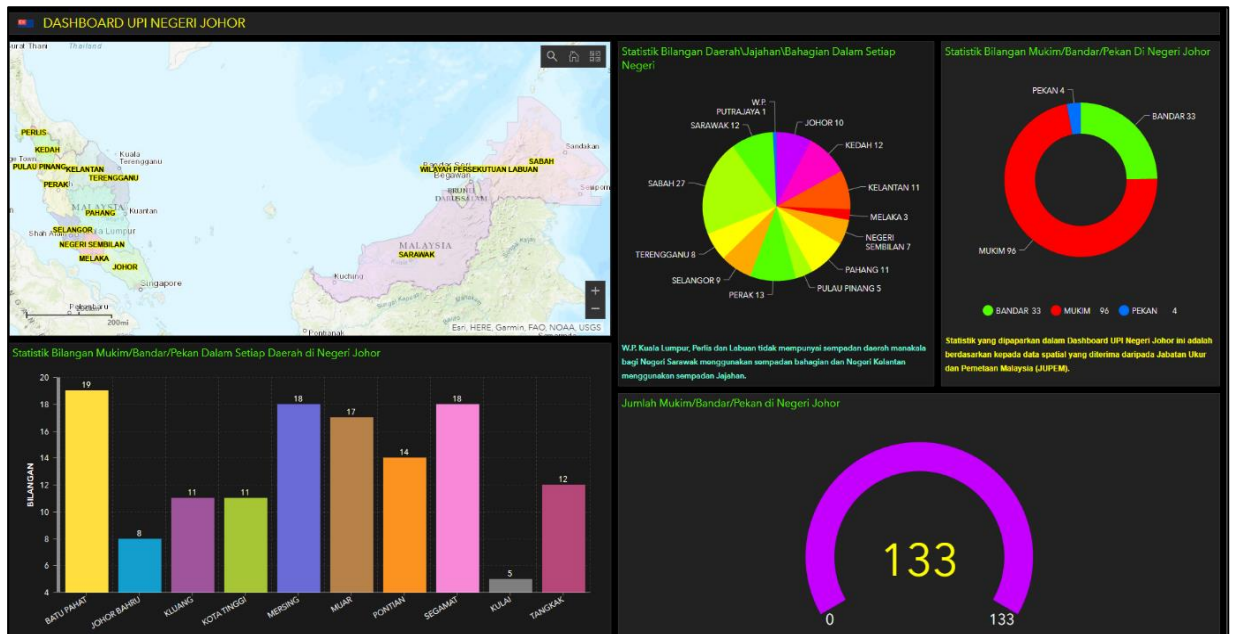 DASHBOARD UPI NEGERI JOHOR
Thailand
PERLIS
KEDAH
PULAU PINANG
KELANTAN
Kuala
Terengganu
TERENGGANU
PERAK
MALAYSIA
PAHANG
Kuantan
SELANGOR
Lumpur
NEGERI SEMBILAN
MELAKA
JOHOR
Singapore
200mi
Sandakan
SABAH
WILAYAH PERSEKUTUAN LABUAN
Begawan
MALAYSIA
SARAWAK
Kuching
Pontianak
Esri, HERE, Garmin, FAO, NOAA, USGS
+
−
Statistik Bilangan Daerah\Jajahan\Bahagian Dalam Setiap
Negeri
W.P.
PUTRAJAYA 1
JOHOR 10
SARAWAK 12
KEDAH 12
SABAH 27
KELANTAN 11
MELAKA 3
NEGERI
SEMBILAN 7
TERENGGANU 8
PAHANG 11
SELANGOR 9
PULAU PINANG 5
PERAK 13
W.P. Kuala Lumpur, Perlis dan Labuan tidak mempunyai sempadan daerah manakala
bagi Negeri Sarawak menggunakan sempadan bahagian dan Negeri Kelantan
menggunakan sempadan Jajahan.
Statistik Bilangan Mukim/Bandar/Pekan Di Negeri Johor
PEKAN 4
BANDAR 33
MUKIM 96
BANDAR 33 MUKIM 96 PEKAN 4
Statistik yang dipaparkan dalam Dashboard UPI Negeri Johor ini adalah
berdasarkan kepada data spatial yang diterima daripada Jabatan Ukur
dan Pemetaan Malaysia (JUPEM).
Statistik Bilangan Mukim/Bandar/Pekan Dalam Setiap Daerah di Negeri Johor
BILANGAN
20
18
16
14
12
10
8
6
4
19
8
11
11
18
17
14
18
5
12
BATU PAHAT
JOHOR BAHRU
KLUANG
KOTA TINGGI
MERSING
MUAR
PONTIAN
SEGAMAT
KULAI
TANGKAK
Jumlah Mukim/Bandar/Pekan di Negeri Johor
133
0
133